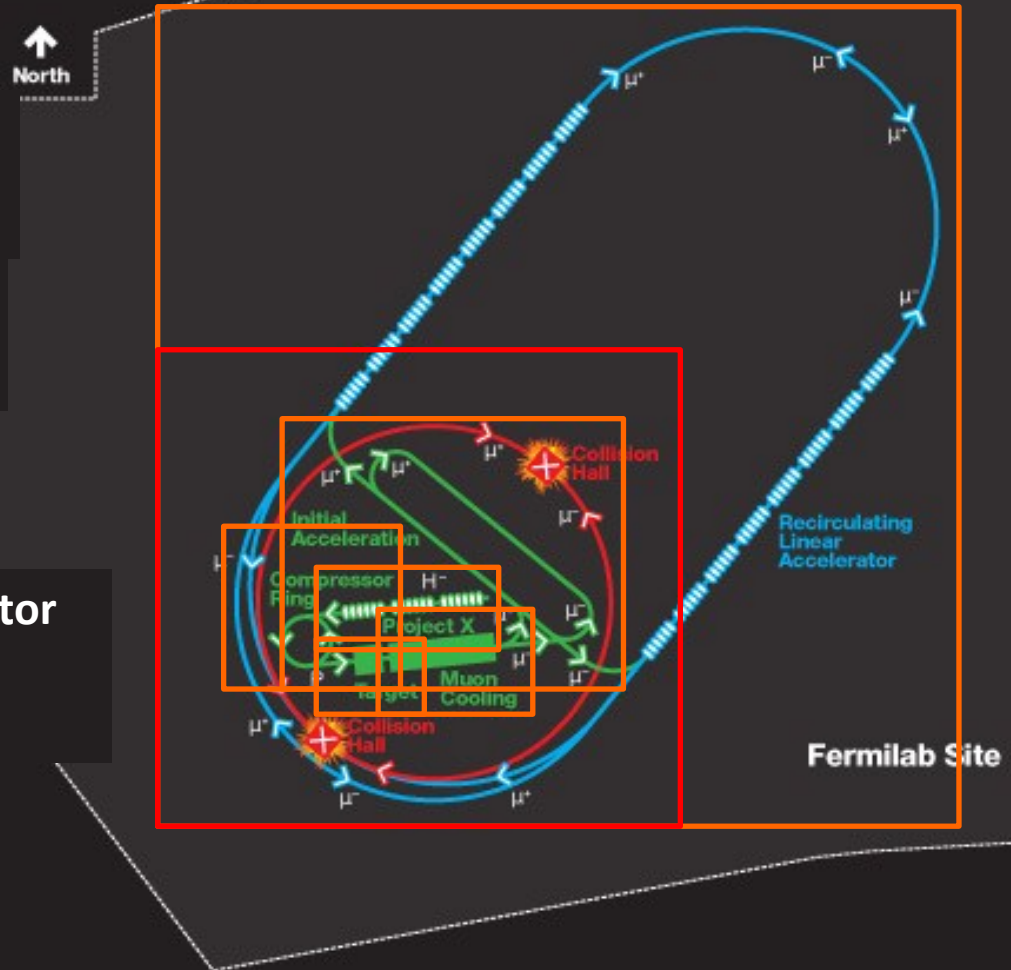 North
μ⁺
μ⁻
μ⁺
μ⁻
μ⁺
Collision
Hall
μ⁺
μ⁺
μ⁻
Initial
Acceleration
Recirculating
Linear
Accelerator
μ⁻
Compressor
Ring
H⁻
μ⁻
Project X
μ⁺
P
Target
Muon
Cooling
μ⁻
tor
μ⁺
Collision
Hall
Fermilab Site
μ⁻
μ⁺